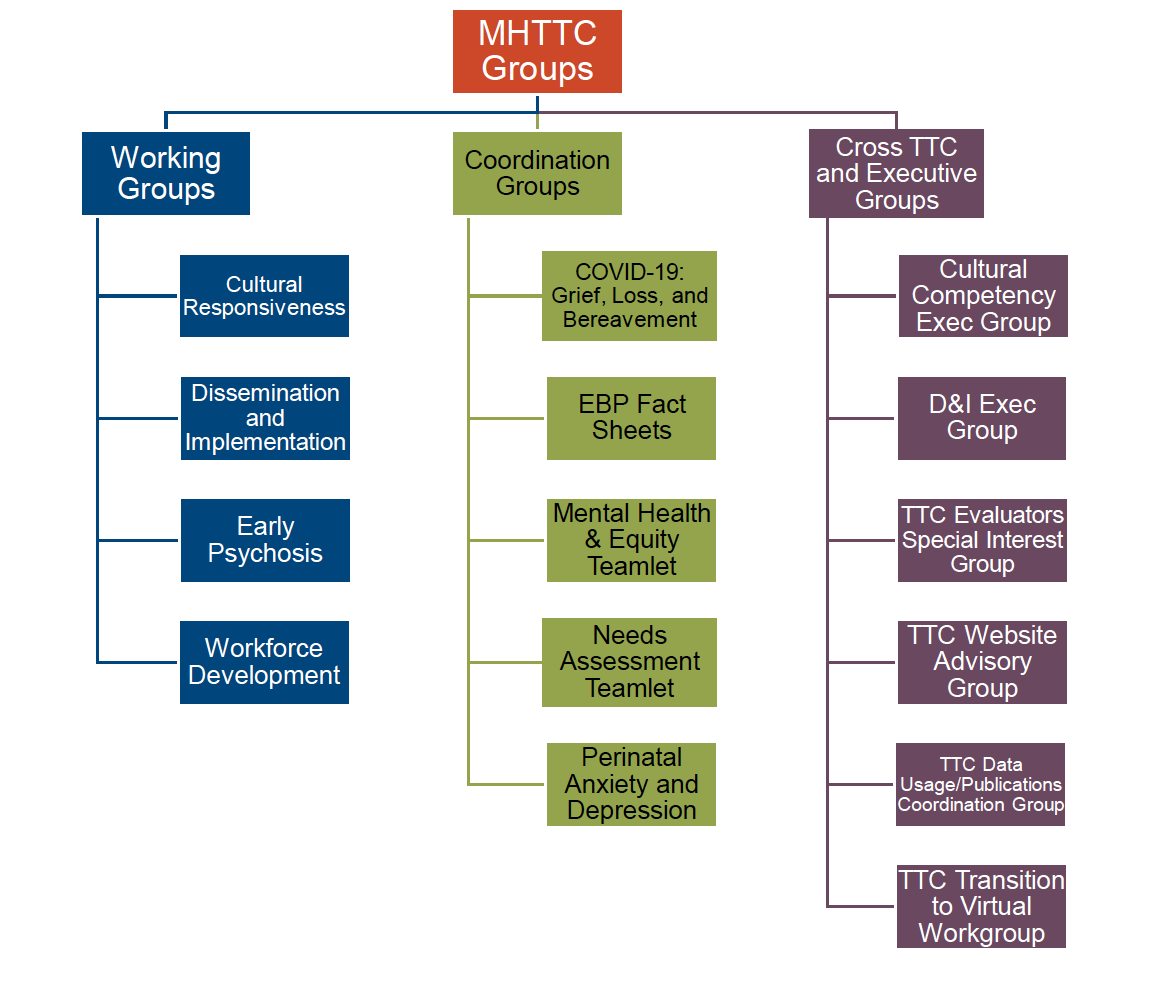 MHTTC
Groups
Working
Groups
Cultural
Responsiveness
Dissemination
and
Implementation
Early
Psychosis
Workforce
Development
Coordination
Groups
COVID-19:
Grief, Loss, and
Bereavement
EBP Fact
Sheets
Mental Health
& Equity
Teamlet
Needs
Assessment
Teamlet
Perinatal
Anxiety and
Depression
Cross TTC
and Executive
Groups
Cultural
Competency
Exec Group
D&I Exec
Group
TTC Evaluators
Special Interest
Group
TTC Website
Advisory
Group
TTC Data
Usage/Publications
Coordination Group
TTC Transition
to Virtual
Workgroup